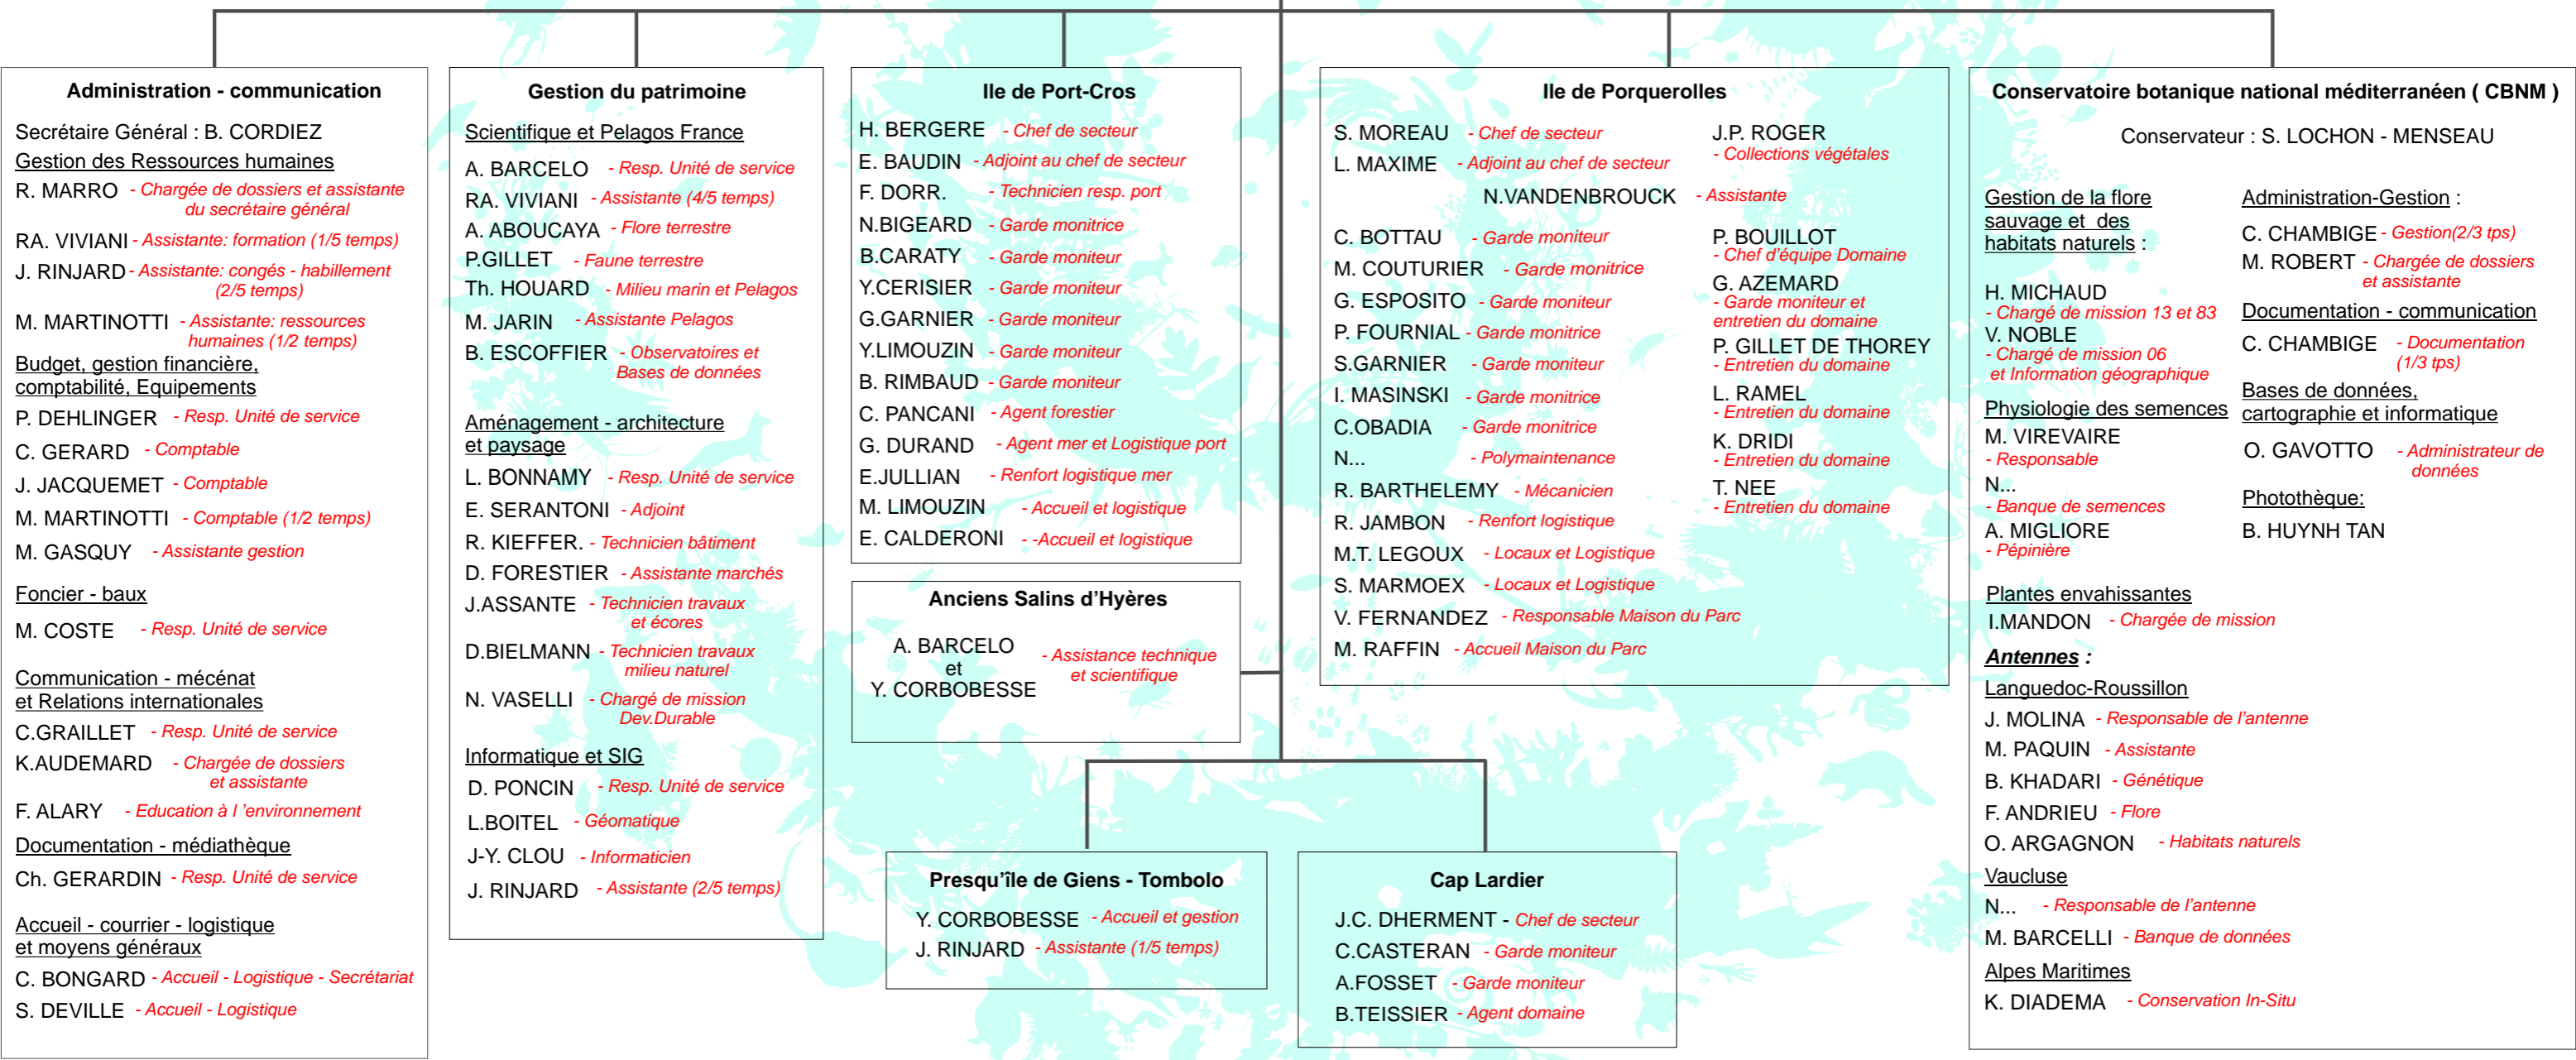 Administration - communication
Secrétaire Général : B. CORDIEZ
Gestion des Ressources humaines
R. MARRO - Chargée de dossiers et assistante
du secrétaire général
RA. VIVIANI - Assistante: formation (1/5 temps)
J. RINJARD - Assistante: congés - habillement
(2/5 temps)
M. MARTINOTTI - Assistante: ressources
humaines (1/2 temps)
Budget, gestion financière,
comptabilité, Equipements
P. DEHLINGER - Resp. Unité de service
C. GERARD - Comptable
J. JACQUEMET - Comptable
M. MARTINOTTI - Comptable (1/2 temps)
M. GASQUY - Assistante gestion
Foncier - baux
M. COSTE - Resp. Unité de service
Communication - mécénat
et Relations internationales
C.GRAILLET - Resp. Unité de service
K.AUDEMARD - Chargée de dossiers
et assistante
F. ALARY - Education à l 'environnement
Documentation - médiathèque
Ch. GERARDIN - Resp. Unité de service
Accueil - courrier - logistique
et moyens généraux
C. BONGARD - Accueil - Logistique - Secrétariat
S. DEVILLE - Accueil - Logistique
Gestion du patrimoine
Scientifique et Pelagos France
A. BARCELO - Resp. Unité de service
RA. VIVIANI - Assistante (4/5 temps)
A. ABOUCAYA - Flore terrestre
P.GILLET - Faune terrestre
Th. HOUARD - Milieu marin et Pelagos
M. JARIN - Assistante Pelagos
B. ESCOFFIER - Observatoires et
Bases de données
Aménagement - architecture
et paysage
L. BONNAMY - Resp. Unité de service
E. SERANTONI - Adjoint
R. KIEFFER. - Technicien bâtiment
D. FORESTIER - Assistante marchés
J.ASSANTE - Technicien travaux
et écores
D.BIELMANN - Technicien travaux
milieu naturel
N. VASELLI - Chargé de mission
Dev.Durable
Informatique et SIG
D. PONCIN - Resp. Unité de service
L.BOITEL - Géomatique
J-Y. CLOU - Informaticien
J. RINJARD - Assistante (2/5 temps)
Ile de Port-Cros
H. BERGERE - Chef de secteur
E. BAUDIN - Adjoint au chef de secteur
F. DORR. - Technicien resp. port
N.BIGEARD - Garde monitrice
B.CARATY - Garde moniteur
Y.CERISIER - Garde moniteur
G.GARNIER - Garde moniteur
Y.LIMOUZIN - Garde moniteur
B. RIMBAUD - Garde moniteur
C. PANCANI - Agent forestier
G. DURAND - Agent mer et Logistique port
E.JULLIAN - Renfort logistique mer
M. LIMOUZIN - Accueil et logistique
E. CALDERONI - -Accueil et logistique
Anciens Salins d'Hyères
A. BARCELO
et
Y. CORBOBESSE
- Assistance technique
et scientifique
Presqu'île de Giens - Tombolo
Y. CORBOBESSE - Accueil et gestion
J. RINJARD - Assistante (1/5 temps)
Cap Lardier
J.C. DHERMENT - Chef de secteur
C.CASTERAN - Garde moniteur
A.FOSSET - Garde moniteur
B.TEISSIER - Agent domaine
Ile de Porquerolles
S. MOREAU - Chef de secteur
L. MAXIME - Adjoint au chef de secteur
J.P. ROGER
- Collections végétales
N.VANDENBROUCK - Assistante
C. BOTTAU - Garde moniteur
M. COUTURIER - Garde monitrice
G. ESPOSITO - Garde moniteur
P. FOURNIAL - Garde monitrice
S.GARNIER - Garde moniteur
I. MASINSKI - Garde monitrice
C.OBADIA - Garde monitrice
N... - Polymaintenance
R. BARTHELEMY - Mécanicien
R. JAMBON - Renfort logistique
M.T. LEGOUX - Locaux et Logistique
S. MARMOEX - Locaux et Logistique
V. FERNANDEZ - Responsable Maison du Parc
M. RAFFIN - Accueil Maison du Parc
P. BOUILLOT
- Chef d'équipe Domaine
G. AZEMARD
- Garde moniteur et
entretien du domaine
P. GILLET DE THOREY
- Entretien du domaine
L. RAMEL
- Entretien du domaine
K. DRIDI
- Entretien du domaine
T. NEE
- Entretien du domaine
Conservatoire botanique national méditerranéen ( CBNM )
Conservateur : S. LOCHON - MENSEAU
Gestion de la flore
sauvage et des
habitats naturels :
H. MICHAUD
- Chargé de mission 13 et 83
V. NOBLE
- Chargé de mission 06
et Information géographique
Physiologie des semences
M. VIREVAIRE
- Responsable
N...
- Banque de semences
A. MIGLIORE
- Pépinière
Plantes envahissantes
I.MANDON - Chargée de mission
Antennes :
Languedoc-Roussillon
J. MOLINA - Responsable de l'antenne
M. PAQUIN - Assistante
B. KHADARI - Génétique
F. ANDRIEU - Flore
O. ARGAGNON - Habitats naturels
Vaucluse
N... - Responsable de l'antenne
M. BARCELLI - Banque de données
Alpes Maritimes
K. DIADEMA - Conservation In-Situ
Administration-Gestion :
C. CHAMBIGE - Gestion(2/3 tps)
M. ROBERT - Chargée de dossiers
et assistante
Documentation - communication
C. CHAMBIGE - Documentation
(1/3 tps)
Bases de données,
cartographie et informatique
O. GAVOTTO - Administrateur de
données
Photothèque:
B. HUYNH TAN